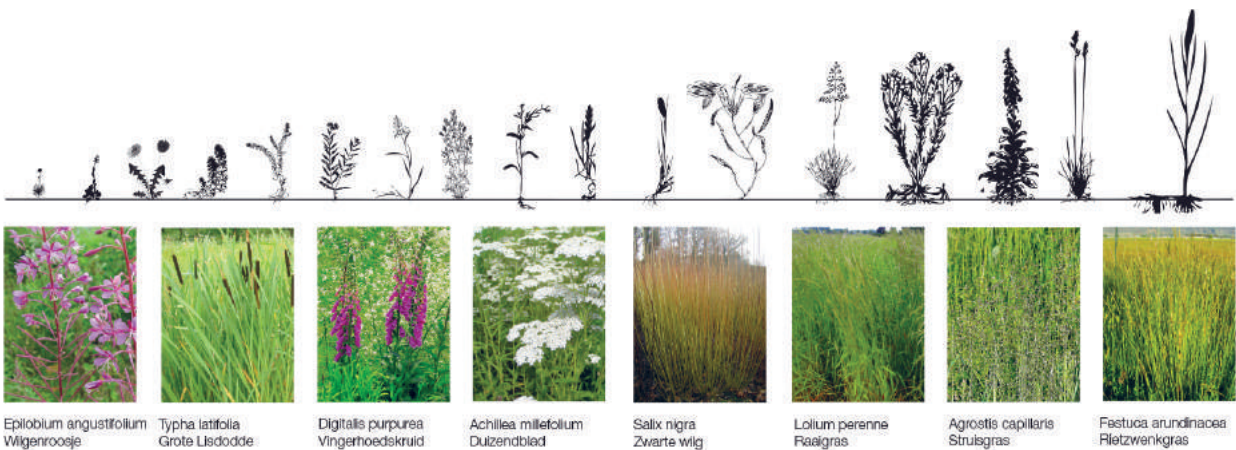 Epilobium angustifolium
Wilgenroosje
Typha latifolia
Grote Lisdodde
Digitalis purpurea
Vingerhoedskruid
Achillea millefolium
Duizendblad
Salix nigra
Zwarte wilg
Lolium perenne
Raaigras
Agrostis capillaris
Struisgras
Festuca arundinacea
Rietzwenkgras